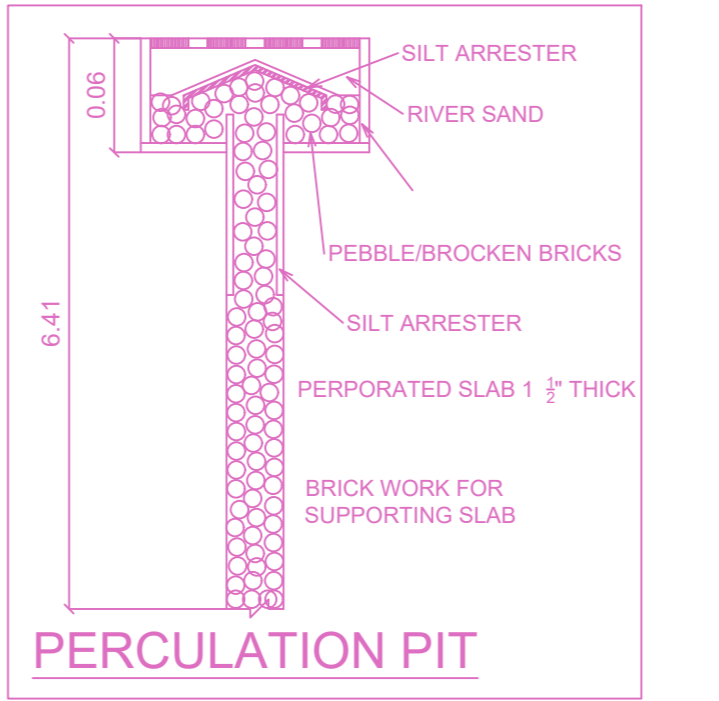 SILT ARRESTER
0.06
RIVER SAND
PEBBLE/BROCKEN BRICKS
6.41
SILT ARRESTER
PERPORATED SLAB 1 1/2" THICK
BRICK WORK FOR
SUPPORTING SLAB
PERCULATION PIT